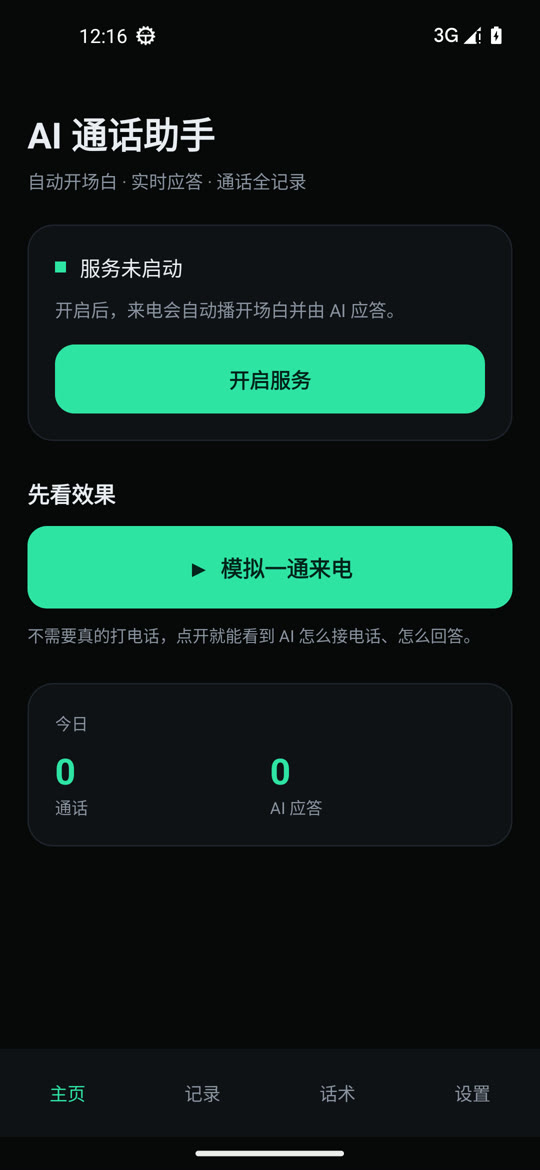 12:16
3G
AI 通话助手
自动开场白 · 实时应答 · 通话全记录
服务未启动
开启后，来电会自动播开场白并由 AI 应答。
开启服务
先看效果
▶ 模拟一通来电
不需要真的打电话，点开就能看到 AI 怎么接电话、怎么回答。
今日
0 0
通话 AI 应答
主页 记录 话术 设置